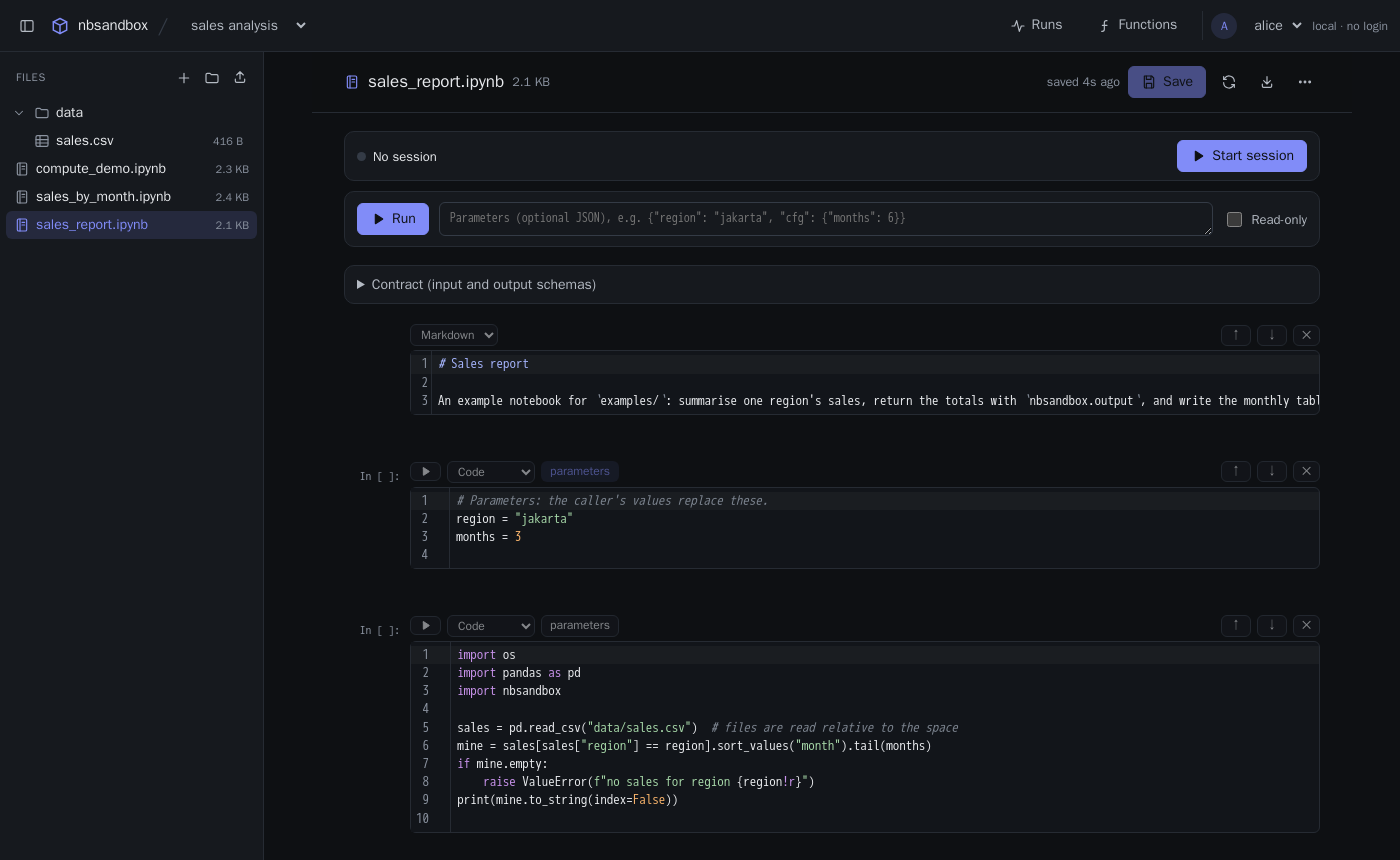 nbsandbox / sales analysis
Runs Functions A alice local · no login
FILES
data
sales.csv 416 B
compute_demo.ipynb 2.3 KB
sales_by_month.ipynb 2.4 KB
sales_report.ipynb 2.1 KB
sales_report.ipynb 2.1 KB saved 4s ago Save
No session Start session
Run Parameters (optional JSON), e.g. {"region": "jakarta", "cfg": {"months": 6}} Read-only
Contract (input and output schemas)
Markdown ↑ ↓ ×
1 # Sales report
2
3 An example notebook for `examples/`: summarise one region's sales, return the totals with `nbsandbox.output`, and write the monthly tabl
In [ ]: Code parameters ↑ ↓ ×
1 # Parameters: the caller's values replace these.
2 region = "jakarta"
3 months = 3
4
In [ ]: Code parameters ↑ ↓ ×
1 import os
2 import pandas as pd
3 import nbsandbox
4
5 sales = pd.read_csv("data/sales.csv")  # files are read relative to the space
6 mine = sales[sales["region"] == region].sort_values("month").tail(months)
7 if mine.empty:
8     raise ValueError(f"no sales for region {region!r}")
9 print(mine.to_string(index=False))
10